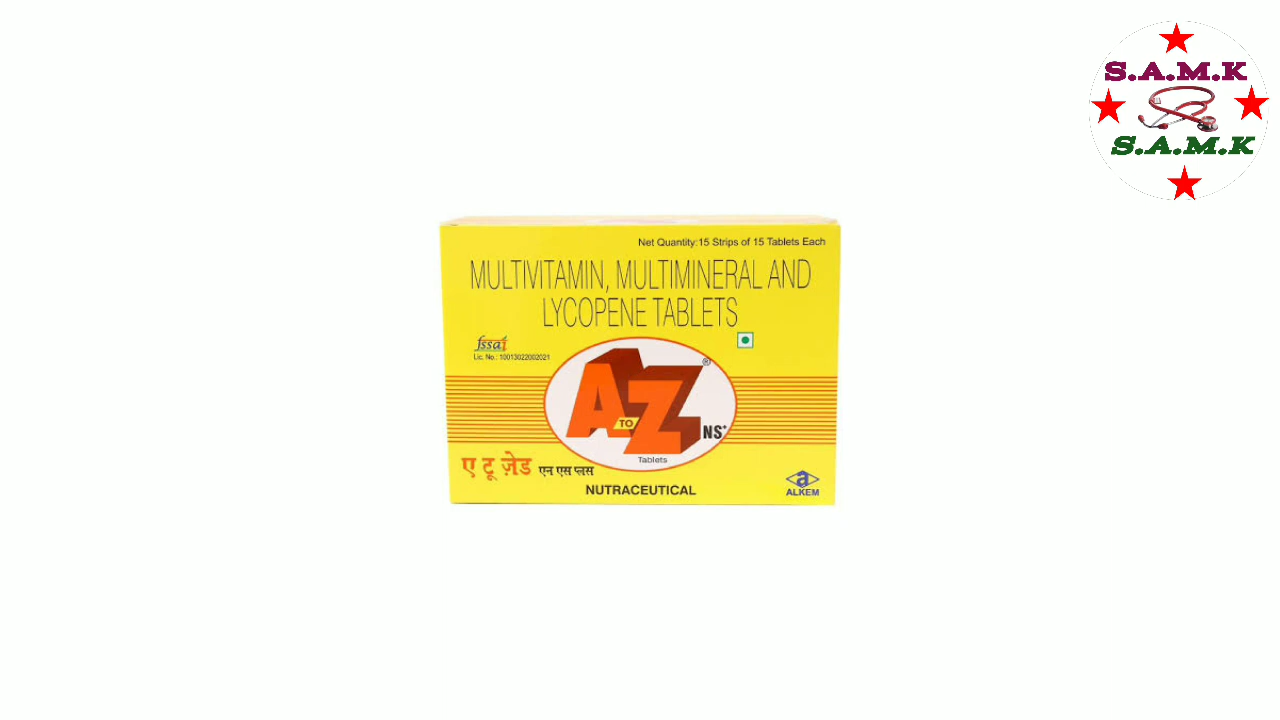 S.A.M.K
S.A.M.K
Net Quantity:15 Strips of 15 Tablets Each
MULTIVITAMIN, MULTIMINERAL AND
LYCOPENE TABLETS
fssai
Lic. No.: 10013022002021
A TO Z® NS+
Tablets
ए टू ज़ेड एन एस प्लस
NUTRACEUTICAL
a
ALKEM